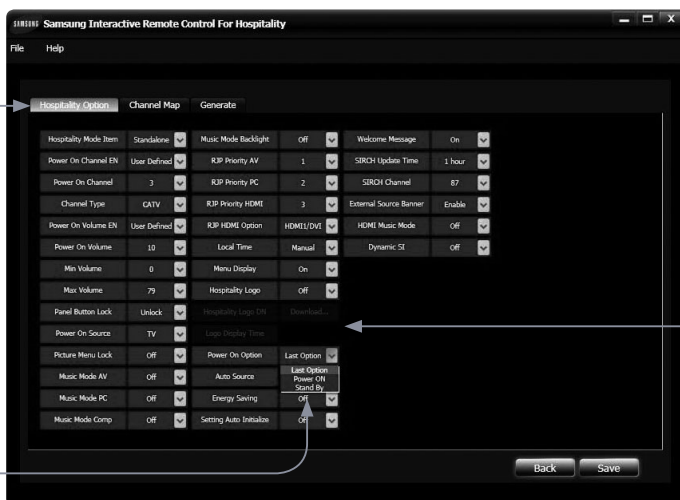 SAMSUNG Samsung Interactive Remote Control For Hospitality
File Help
Hospitality Option Channel Map Generate
Hospitality Mode Item Standalone Music Mode Backlight Off Welcome Message On
Power On Channel EN User Defined RJP Priority AV 1 SIRCH Update Time 1 hour
Power On Channel 3 RJP Priority PC 2 SIRCH Channel 87
Channel Type CATV RJP Priority HDMI 3 External Source Banner Enable
Power On Volume EN User Defined RJP HDMI Option HDMI1/DVI HDMI Music Mode Off
Power On Volume 10 Local Time Manual Dynamic SI Off
Min Volume 0 Menu Display On
Max Volume 79 Hospitality Logo Off
Panel Button Lock Unlock Hospitality Logo DN Download...
Power On Source TV Logo Display Time
Picture Menu Lock Off Power On Option Last Option
Music Mode AV Off Auto Source Last Option
Power ON
Stand By
Music Mode PC Off Energy Saving Off
Music Mode Comp Off Setting Auto Initialize Off
Back Save